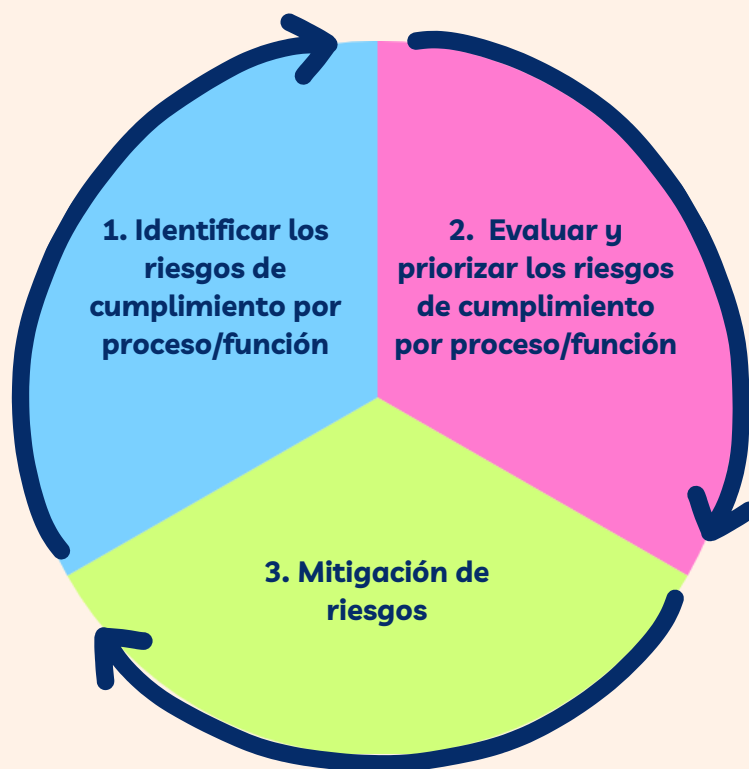 1. Identificar los
riesgos de
cumplimiento por
proceso/función
2. Evaluar y
priorizar los riesgos
de cumplimiento
por proceso/función
3. Mitigación de
riesgos